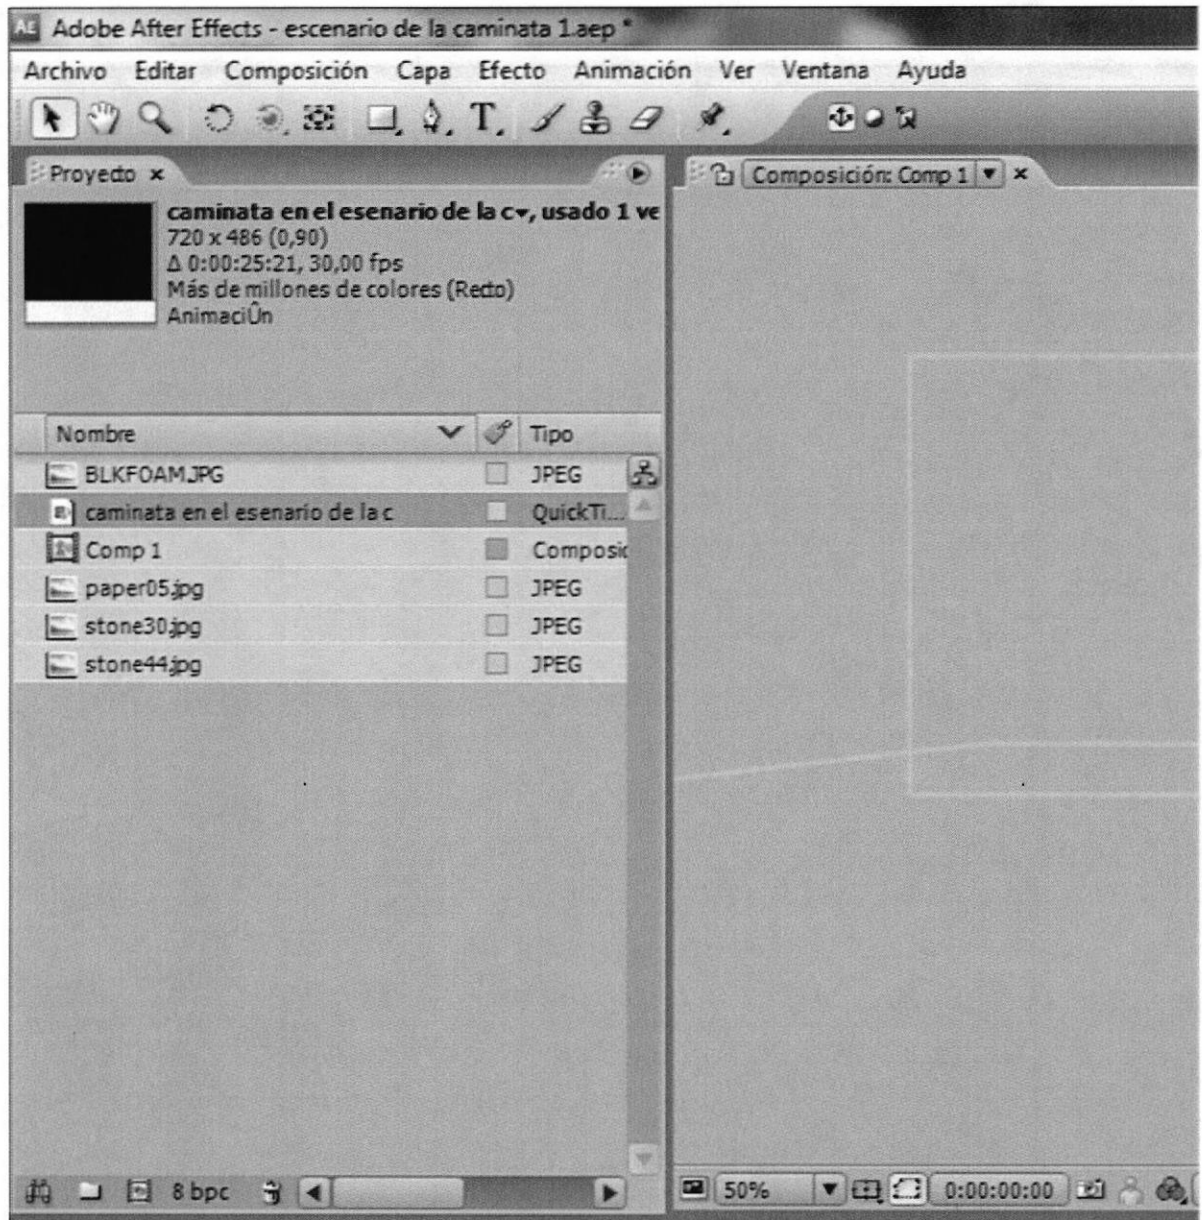 AE Adobe After Effects - escenario de la caminata 1.aep *
Archivo Editar Composición Capa Efecto Animación Ver Ventana Ayuda
T
Proyecto ×
Composición: Comp 1 ×
caminata en el esenario de la c, usado 1 ve
720 x 486 (0,90)
Δ 0:00:25:21, 30,00 fps
Más de millones de colores (Recto)
AnimaciÛn
Nombre Tipo
BLKFOAM.JPG JPEG
caminata en el esenario de la c QuickTi...
Comp 1 Composic
paper05.jpg JPEG
stone30.jpg JPEG
stone44.jpg JPEG
8 bpc
50% 0:00:00:00